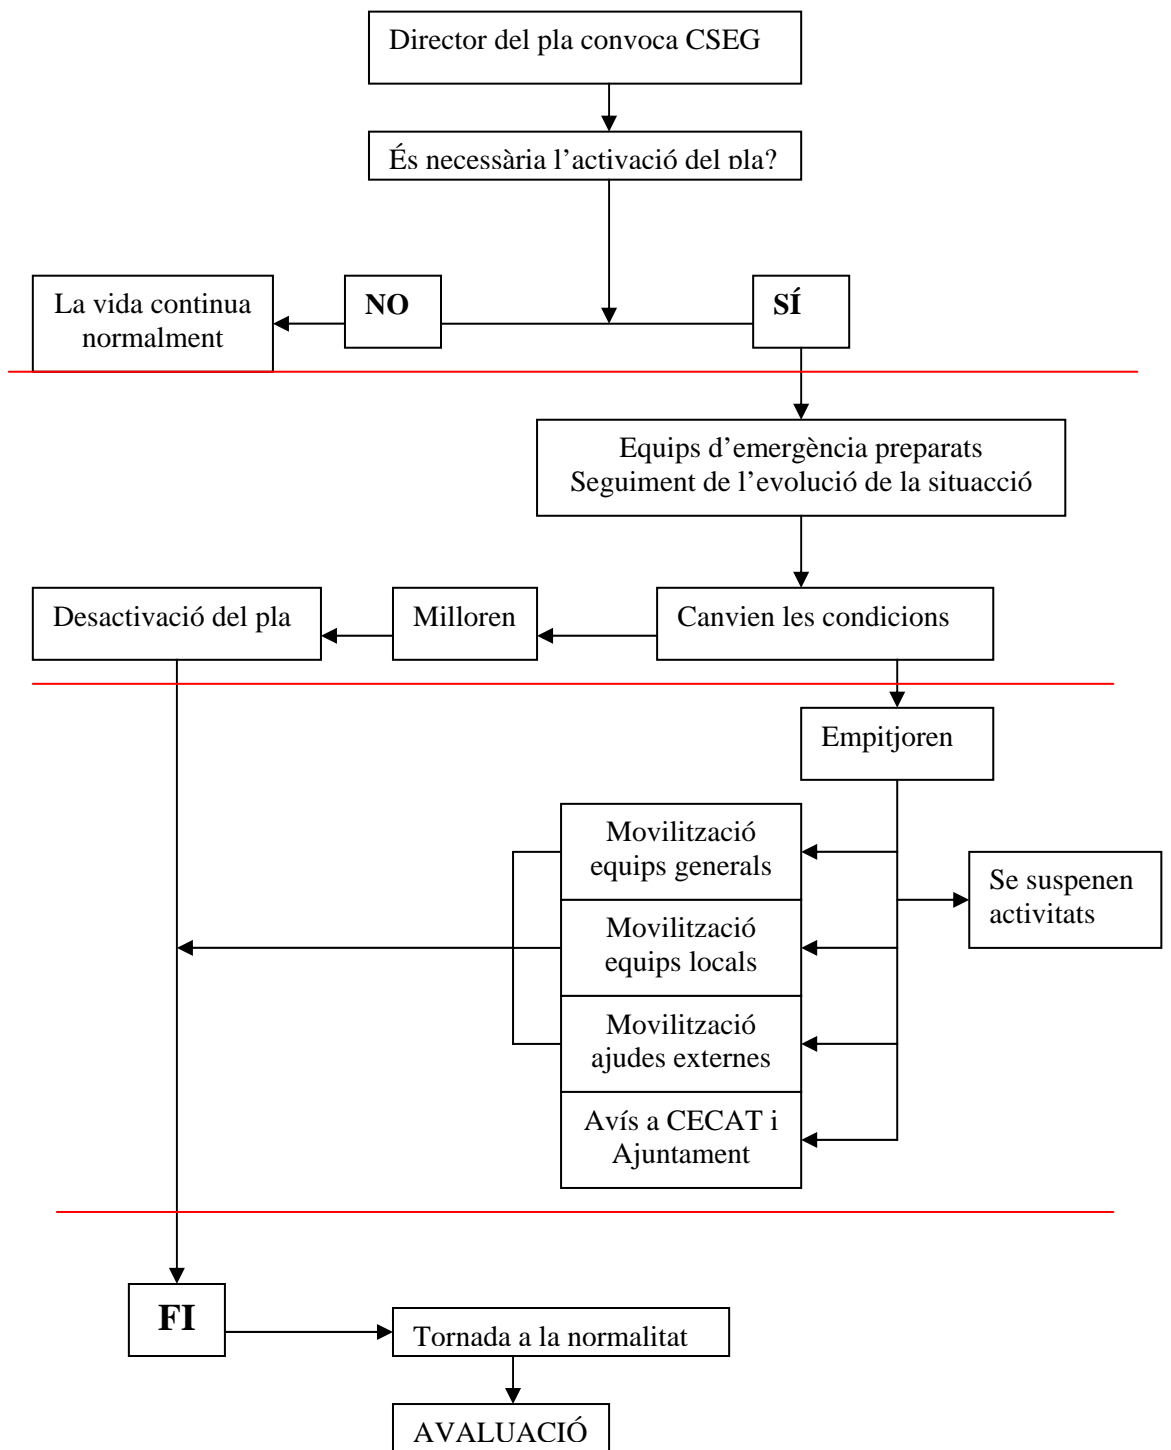 Director del pla convoca CSEG
És necessària l’activació del pla?
La vida continua
normalment
NO
SÍ
Equips d’emergència preparats
Seguiment de l’evolució de la situacció
Desactivació del pla
Milloren
Canvien les condicions
Empitjoren
Movilització
equips generals
Se suspenen
activitats
Movilització
equips locals
Movilització
ajudes externes
Avís a CECAT i
Ajuntament
FI
Tornada a la normalitat
AVALUACIÓ